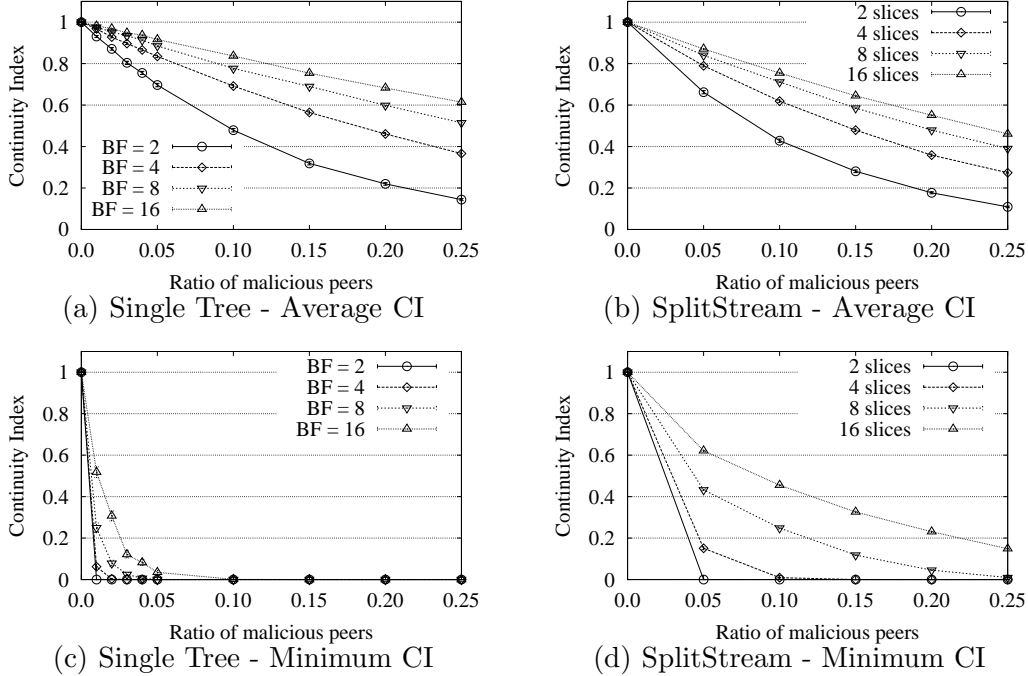 1
0.8
0.6
0.4
0.2
0
Continuity Index
BF = 2
BF = 4
BF = 8
BF = 16
0.0 0.05 0.10 0.15 0.20 0.25
Ratio of malicious peers
(a) Single Tree - Average CI
1
0.8
0.6
0.4
0.2
0
Continuity Index
2 slices
4 slices
8 slices
16 slices
0.0 0.05 0.10 0.15 0.20 0.25
Ratio of malicious peers
(b) SplitStream - Average CI
1
0.8
0.6
0.4
0.2
0
Continuity Index
BF = 2
BF = 4
BF = 8
BF = 16
0.0 0.05 0.10 0.15 0.20 0.25
Ratio of malicious peers
(c) Single Tree - Minimum CI
1
0.8
0.6
0.4
0.2
0
Continuity Index
2 slices
4 slices
8 slices
16 slices
0.0 0.05 0.10 0.15 0.20 0.25
Ratio of malicious peers
(d) SplitStream - Minimum CI